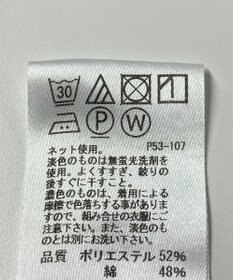 30
P W P53-107
ネット使用。
淡色のものは無蛍光洗剤を
使用。よくすすぎ、絞りの
後すぐに干すこと。
濃色のものは、着用による
摩擦で色落ちする事があり
ますので、組み合せの衣服にご
注意下さい。また、淡色のも
のとは別にお洗い下さい。
品質 ポリエステル 52%
綿 48%